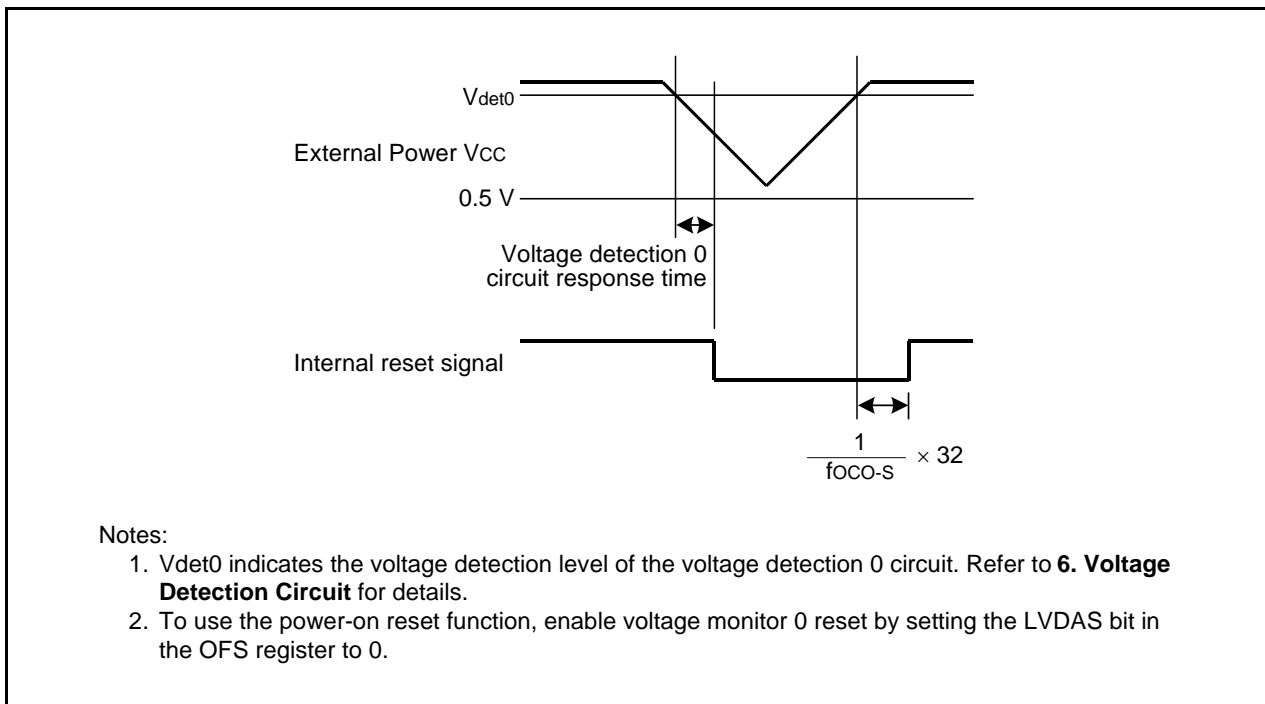 Vdet0
External Power VCC
0.5 V
Voltage detection 0
circuit response time
Internal reset signal
1
fOCO-S
× 32
Notes:
1. Vdet0 indicates the voltage detection level of the voltage detection 0 circuit. Refer to 6. Voltage
Detection Circuit for details.
2. To use the power-on reset function, enable voltage monitor 0 reset by setting the LVDAS bit in
the OFS register to 0.